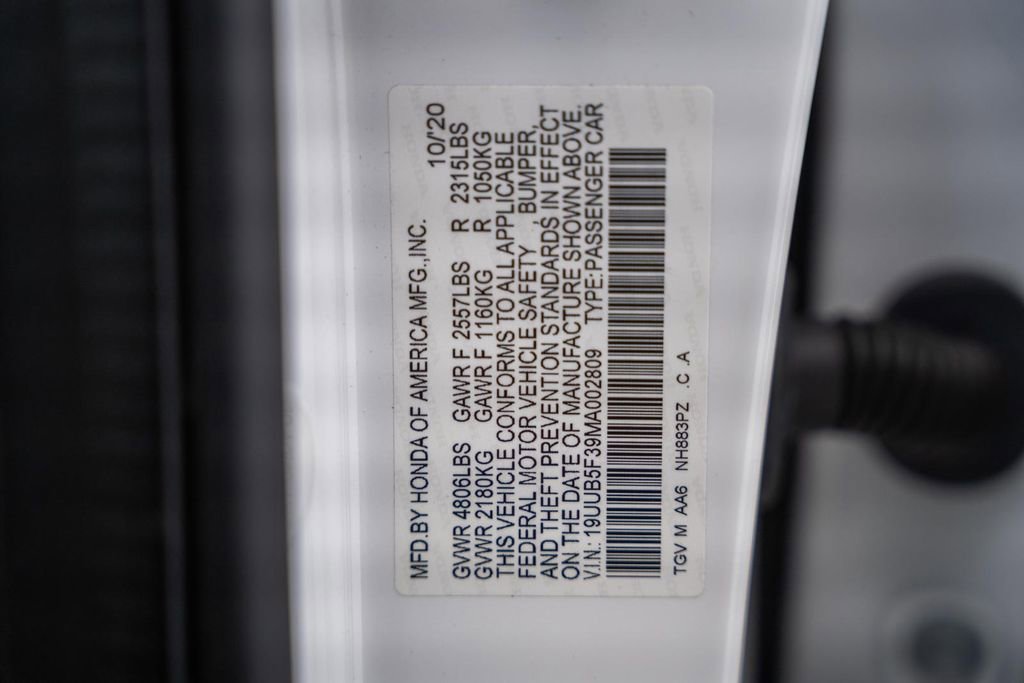 MFD.BY HONDA OF AMERICA MFG.,INC. 10/'20
GVWR 4806LBS GAWR F 2557LBS R 2315LBS
GVWR 2180KG GAWR F 1160KG R 1050KG
THIS VEHICLE CONFORMS TO ALL APPLICABLE
FEDERAL MOTOR VEHICLE SAFETY , BUMPER,
AND THEFT PREVENTION STANDARDS IN EFFECT
ON THE DATE OF MANUFACTURE SHOWN ABOVE.
V.I.N.: 19UUB5F39MA002809 TYPE: PASSENGER CAR
TGV M AA6 NH883PZ .C .A